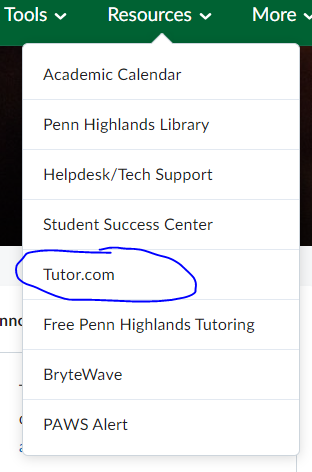 Tools Resources More
Academic Calendar
Penn Highlands Library
Helpdesk/Tech Support
Student Success Center
Tutor.com
Free Penn Highlands Tutoring
BryteWave
PAWS Alert